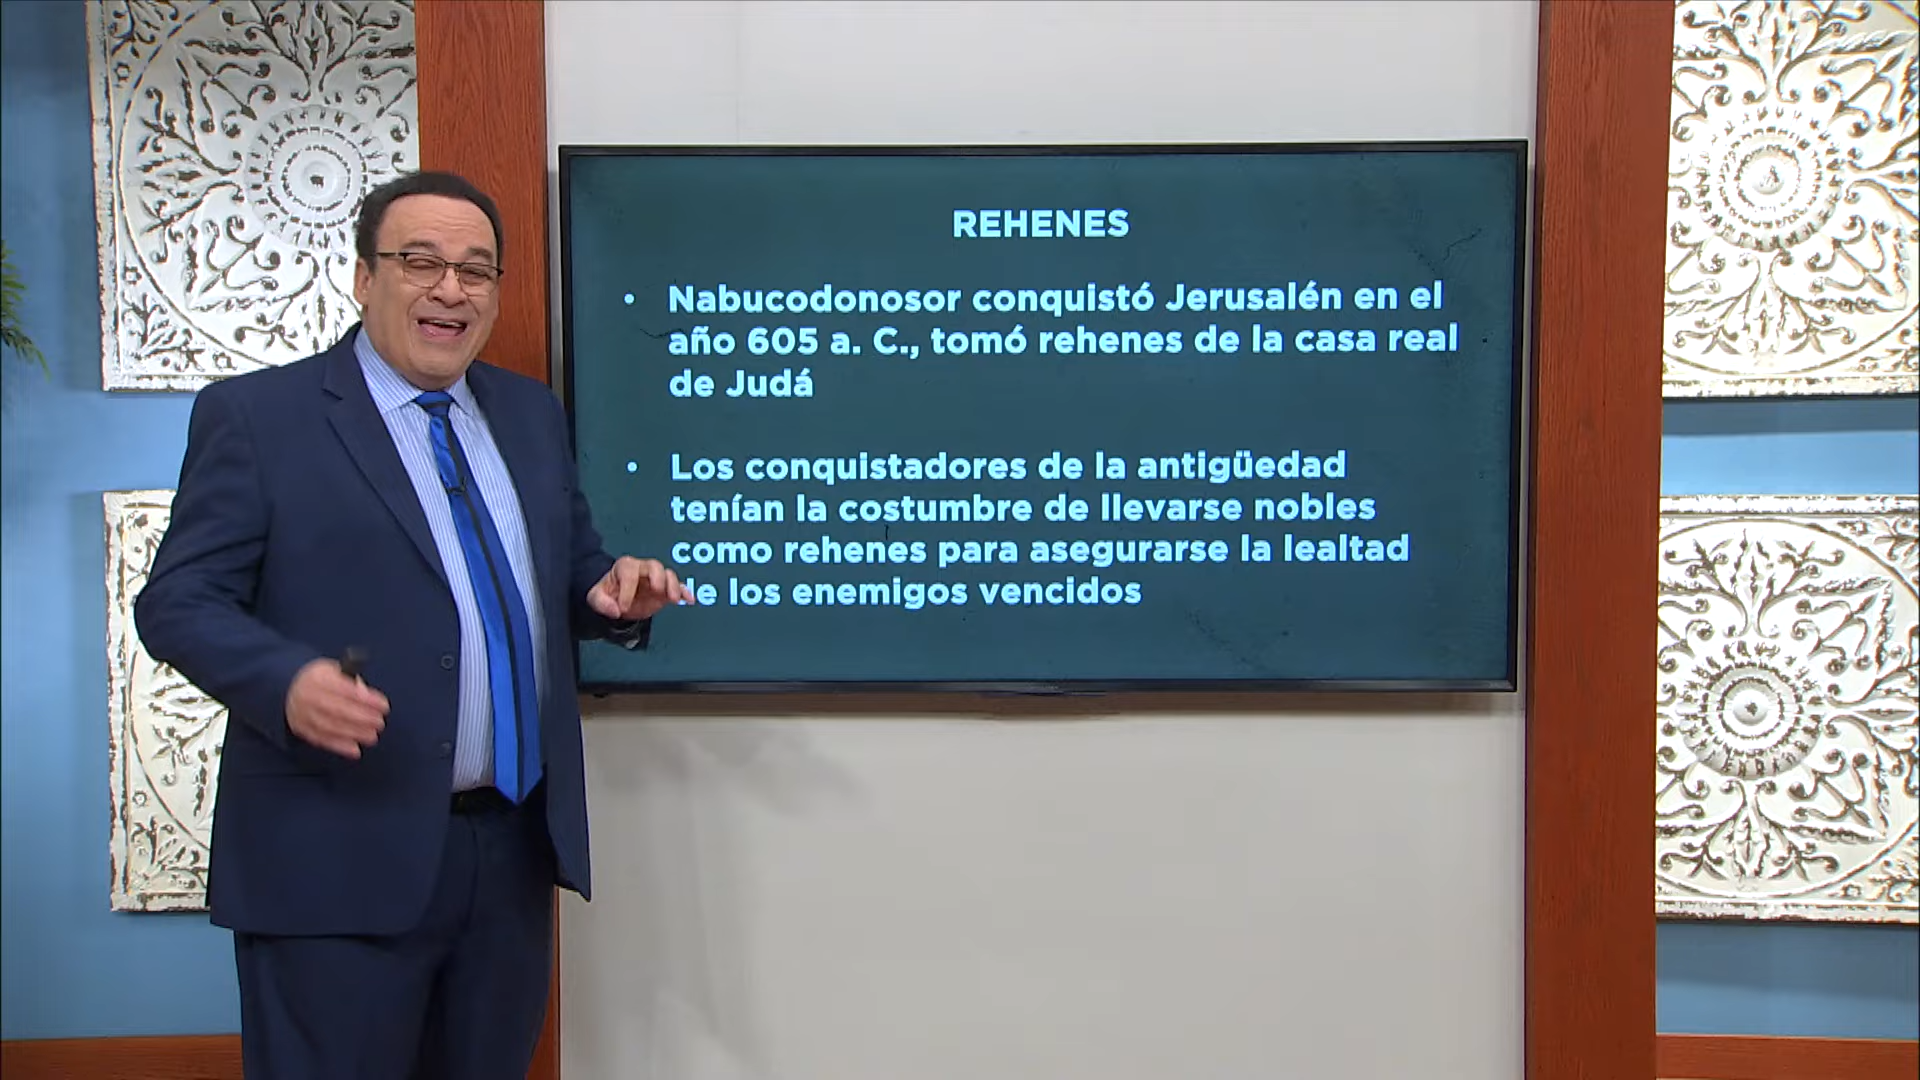 REHENES
• Nabucodonosor conquistó Jerusalén en el
año 605 a. C., tomó rehenes de la casa real
de Judá
• Los conquistadores de la antigüedad
tenían la costumbre de llevarse nobles
como rehenes para asegurarse la lealtad
de los enemigos vencidos